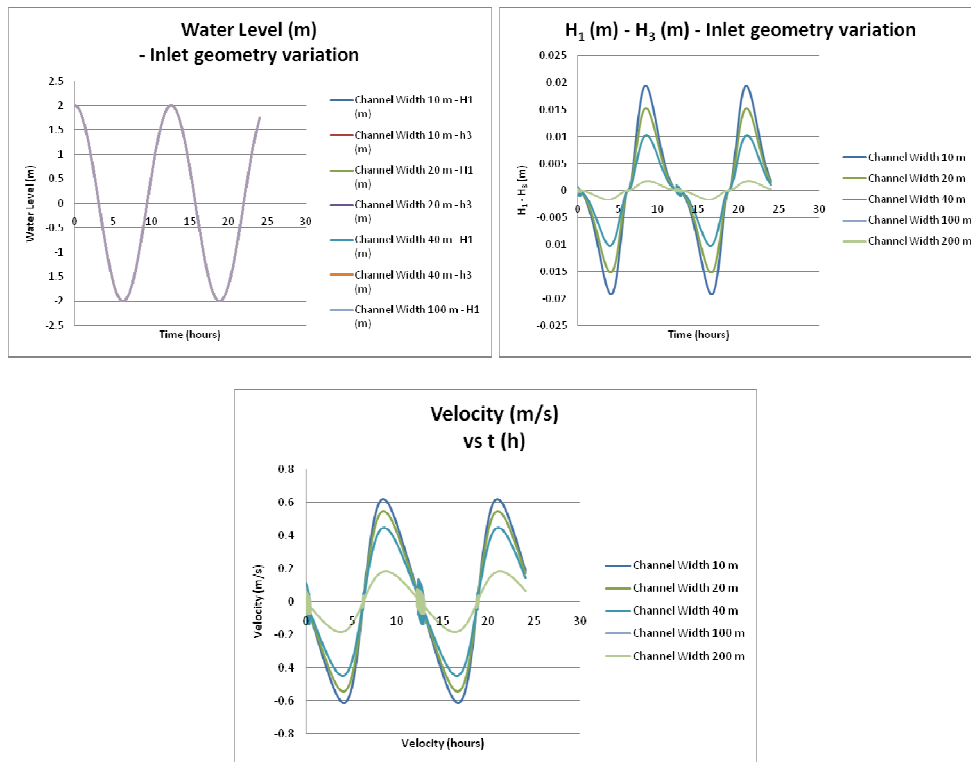 Water Level (m)
- Inlet geometry variation
2.5
2
1.5
1
0.5
0
-0.5
-1
-1.5
-2
-2.5
0 5 10 15 20 25 30
Water Level (m)
Time (hours)
Channel Width 10 m - H1
(m)
Channel Width 10 m - h3
(m)
Channel Width 20 m - H1
(m)
Channel Width 20 m - h3
(m)
Channel Width 40 m - H1
(m)
Channel Width 40 m - h3
(m)
Channel Width 100 m - H1
(m)
H1 (m) - H3 (m) - Inlet geometry variation
0.025
0.02
0.015
0.01
0.005
0
-0.005
0.01
0.015
-0.07
-0.025
0 5 10 15 20 25 30
H1 - H3 (m)
Time (hours)
Channel Width 10 m
Channel Width 20 m
Channel Width 40 m
Channel Width 100 m
Channel Width 200 m
Velocity (m/s)
vs t (h)
0.8
0.6
0.4
0.2
0
-0.2
-0.4
-0.6
-0.8
0 5 10 15 20 25 30
Velocity (m/s)
Velocity (hours)
Channel Width 10 m
Channel Width 20 m
Channel Width 40 m
Channel Width 100 m
Channel Width 200 m